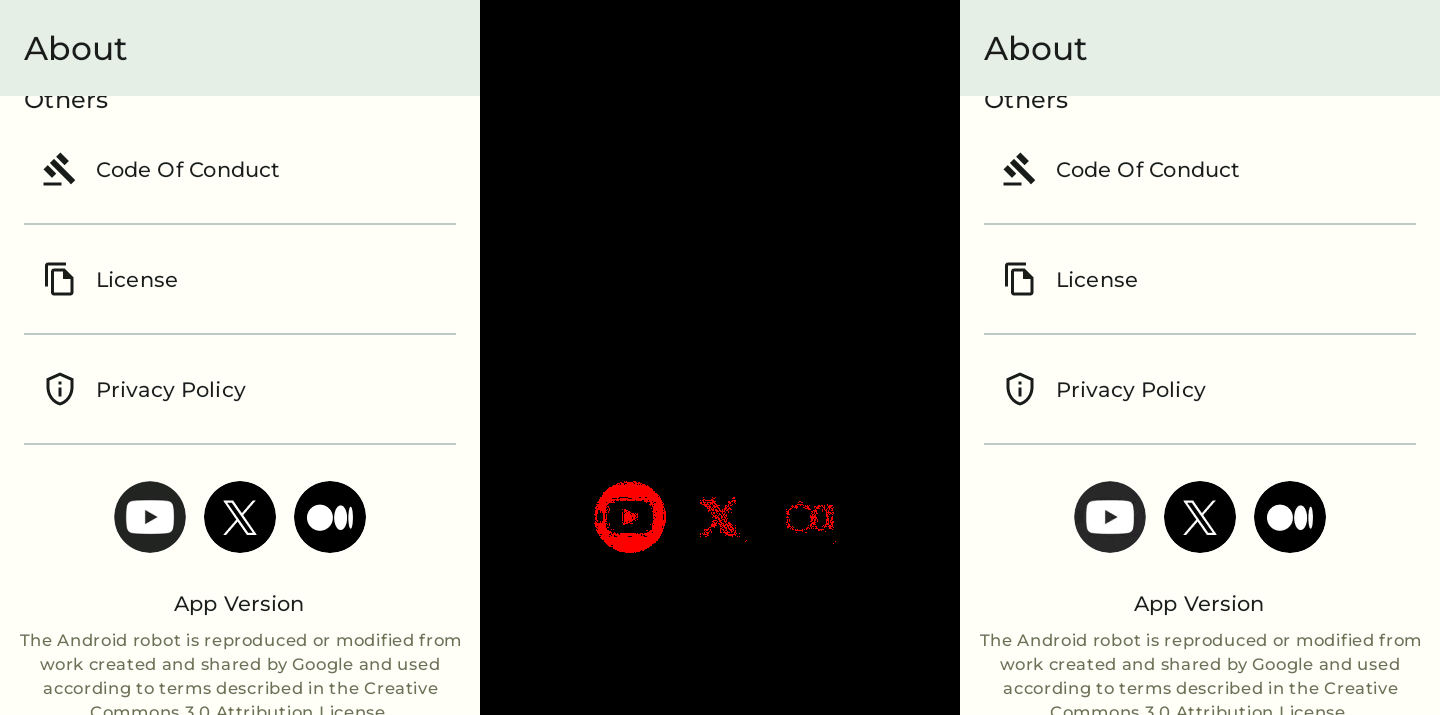 About
Others
Code Of Conduct
License
Privacy Policy
App Version
The Android robot is reproduced or modified from
work created and shared by Google and used
according to terms described in the Creative
Commons 3.0 Attribution License
About
Others
Code Of Conduct
License
Privacy Policy
App Version
The Android robot is reproduced or modified from
work created and shared by Google and used
according to terms described in the Creative
Commons 3.0 Attribution License